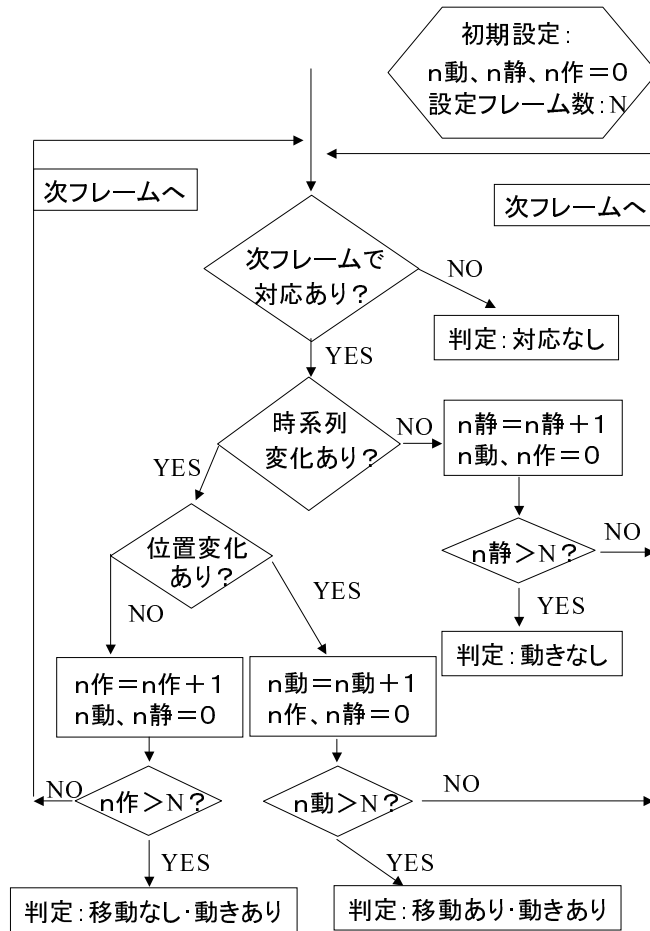 初期設定：
n動、n静、n作＝0
設定フレーム数：N
次フレームへ
次フレームへ
次フレームで
対応あり？
NO
判定：対応なし
YES
時系列
変化あり？
NO
n静＝n静＋1
n動、n作＝0
YES
位置変化
あり？
n静＞N？
NO
YES
NO
YES
判定：動きなし
n作＝n作＋1
n動、n静＝0
n動＝n動＋1
n作、n静＝0
NO
n作＞N？
n動＞N？
NO
YES
YES
判定：移動なし・動きあり
判定：移動あり・動きあり